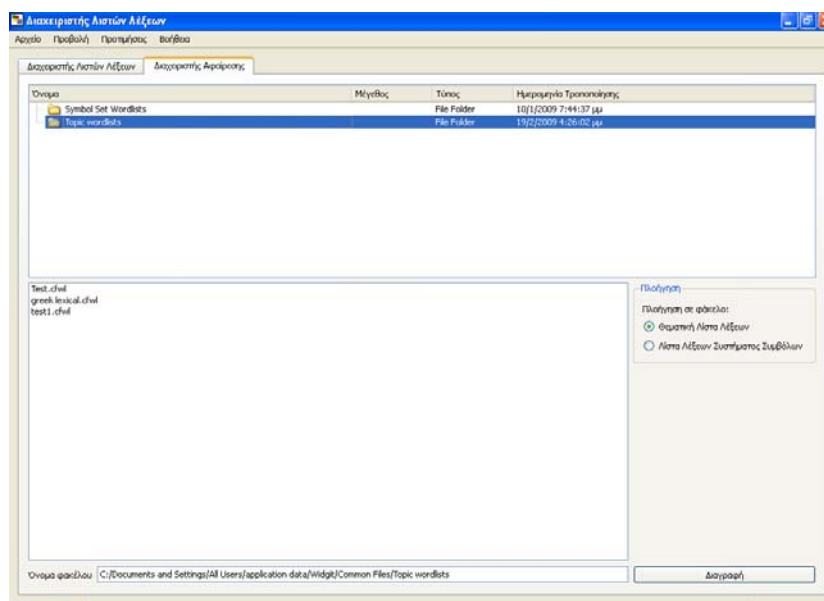 Διαχειριστής Λιστών Λέξεων
Αρχείο Προβολή Προτιμήσεις Βοήθεια
Διαχειριστής Λιστών Λέξεων Διαχειριστής Αφαίρεσης
Όνομα Μέγεθος Τύπος Ημερομηνία Τροποποίησης
Symbol Set Wordlists File Folder 10/1/2009 7:44:37 μμ
Topic wordlists File Folder 19/2/2009 4:26:02 μμ
Test.cfwl
greek lexical.cfwl
test1.cfwl
Πλοήγηση
Πλοήγηση σε φάκελο:
Θεματική Λίστα Λέξεων
Λίστα Λέξεων Συστήματος Συμβόλων
Όνομα φακέλου C:/Documents and Settings/All Users/application data/Widgit/Common Files/Topic wordlists
Διαγραφή